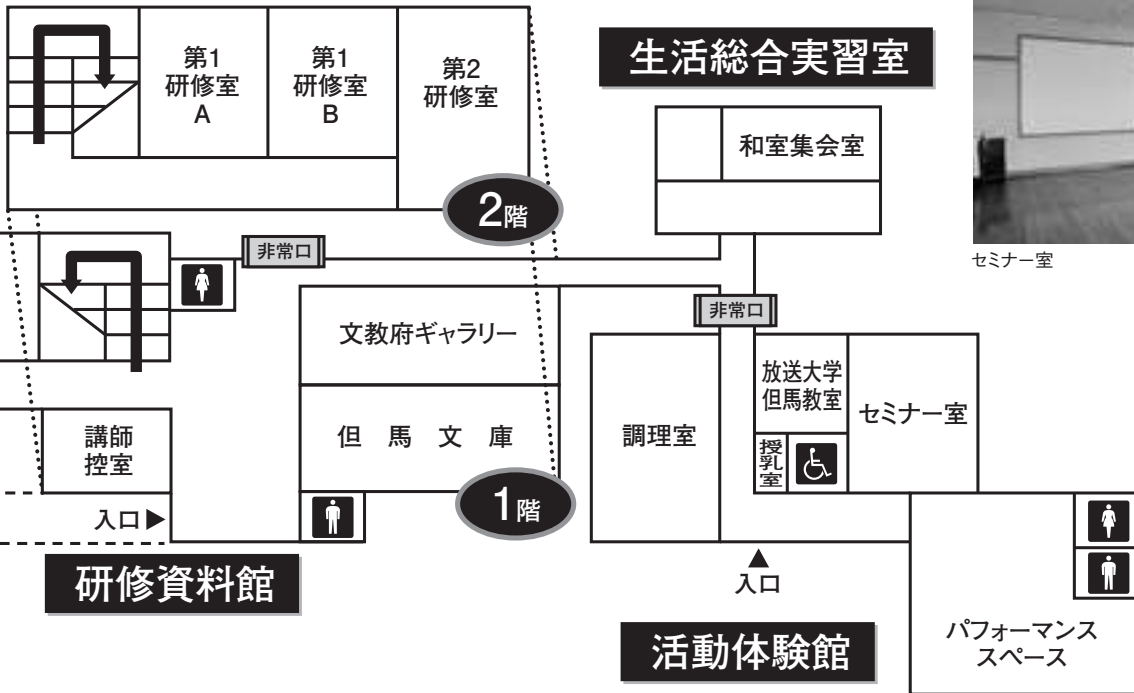 第1
研修室
A
第1
研修室
B
第2
研修室
2階
生活総合実習室
和室集会室
セミナー室
非常口
文教府ギャラリー
但馬文庫
講師
控室
入口▶
1階
研修資料館
非常口
調理室
放送大学
但馬教室
セミナー室
授乳室
▲
入口
活動体験館
パフォーマンス
スペース